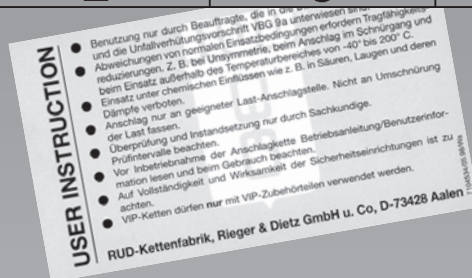 USER INSTRUCTION
Benutzung nur durch Beauftragte, die in die
und die Unfallverhütungsvorschrift VBG 9a unterwiesen sind.
Abweichungen von normalen Einsatzbedingungen erfordern Tragfähigkeits-
reduzierungen. Z. B. bei Unsymmetrie, beim Anschlag im Schnürgang und
beim Einsatz außerhalb des Temperaturbereiches von -40° bis 200° C.
Einsatz unter chemischen Einflüssen wie z. B. in Säuren, Laugen und deren
Dämpfe verboten.
Anschlag nur an geeigneter Last-Anschlagstelle. Nicht an Umschnürung
der Last fassen.
Überprüfung und Instandsetzung nur durch Sachkundige.
Prüfintervalle beachten.
Vor Inbetriebnahme der Anschlagkette Betriebsanleitung/Benutzerinfor-
mation lesen und beim Gebrauch beachten.
Auf Vollständigkeit und Wirksamkeit der Sicherheitseinrichtungen ist zu
achten.
VIP-Ketten dürfen nur mit VIP-Zubehörteilen verwendet werden.
RUD-Kettenfabrik, Rieger & Dietz GmbH u. Co, D-73428 Aalen